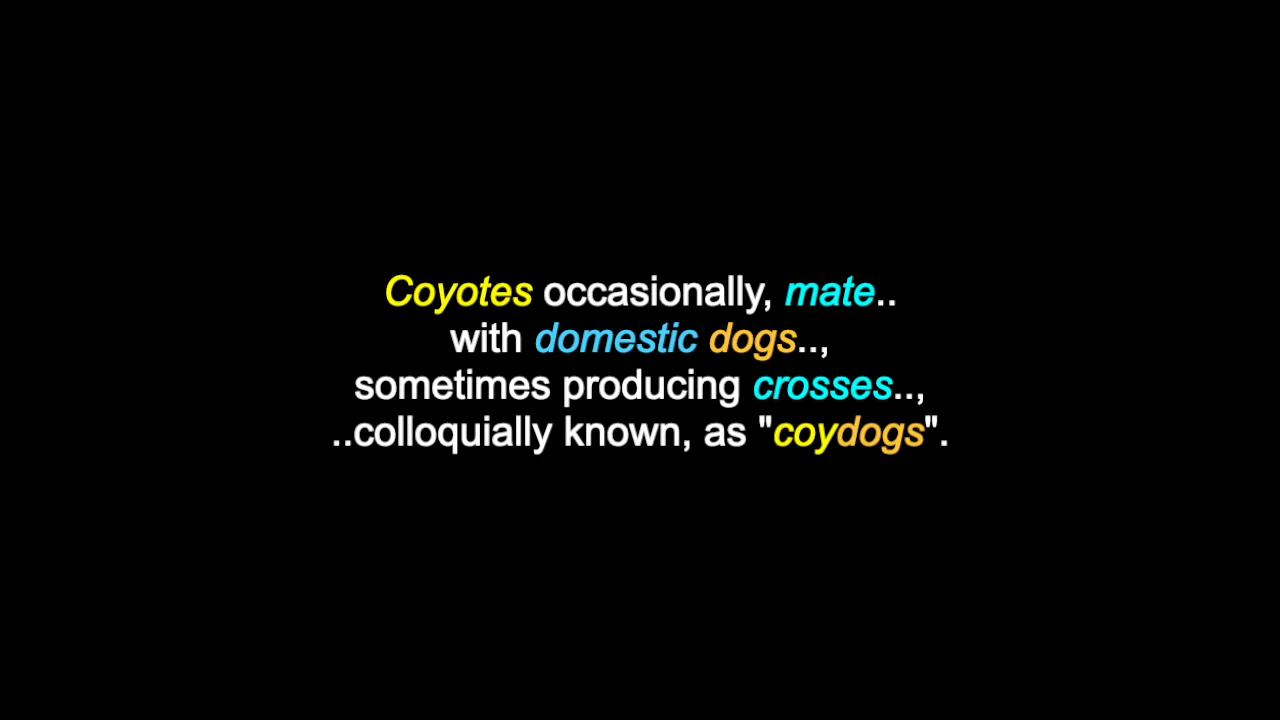 Coyotes occasionally, mate..
with domestic dogs..,
sometimes producing crosses..,
..colloquially known, as "coydogs".